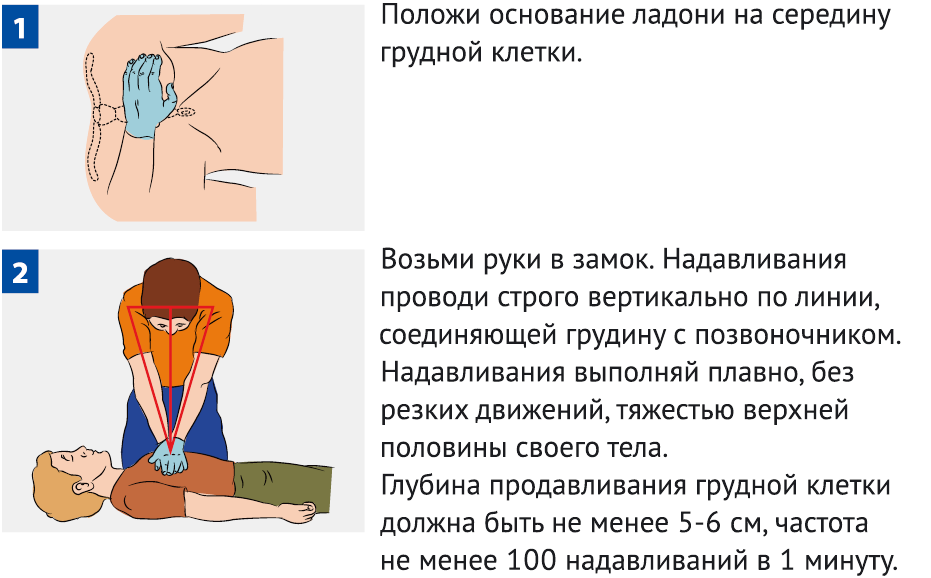 1
Положи основание ладони на середину
грудной клетки.
2
Возьми руки в замок. Надавливания
проводи строго вертикально по линии,
соединяющей грудину с позвоночником.
Надавливания выполняй плавно, без
резких движений, тяжестью верхней
половины своего тела.
Глубина продавливания грудной клетки
должна быть не менее 5-6 см, частота
не менее 100 надавливаний в 1 минуту.